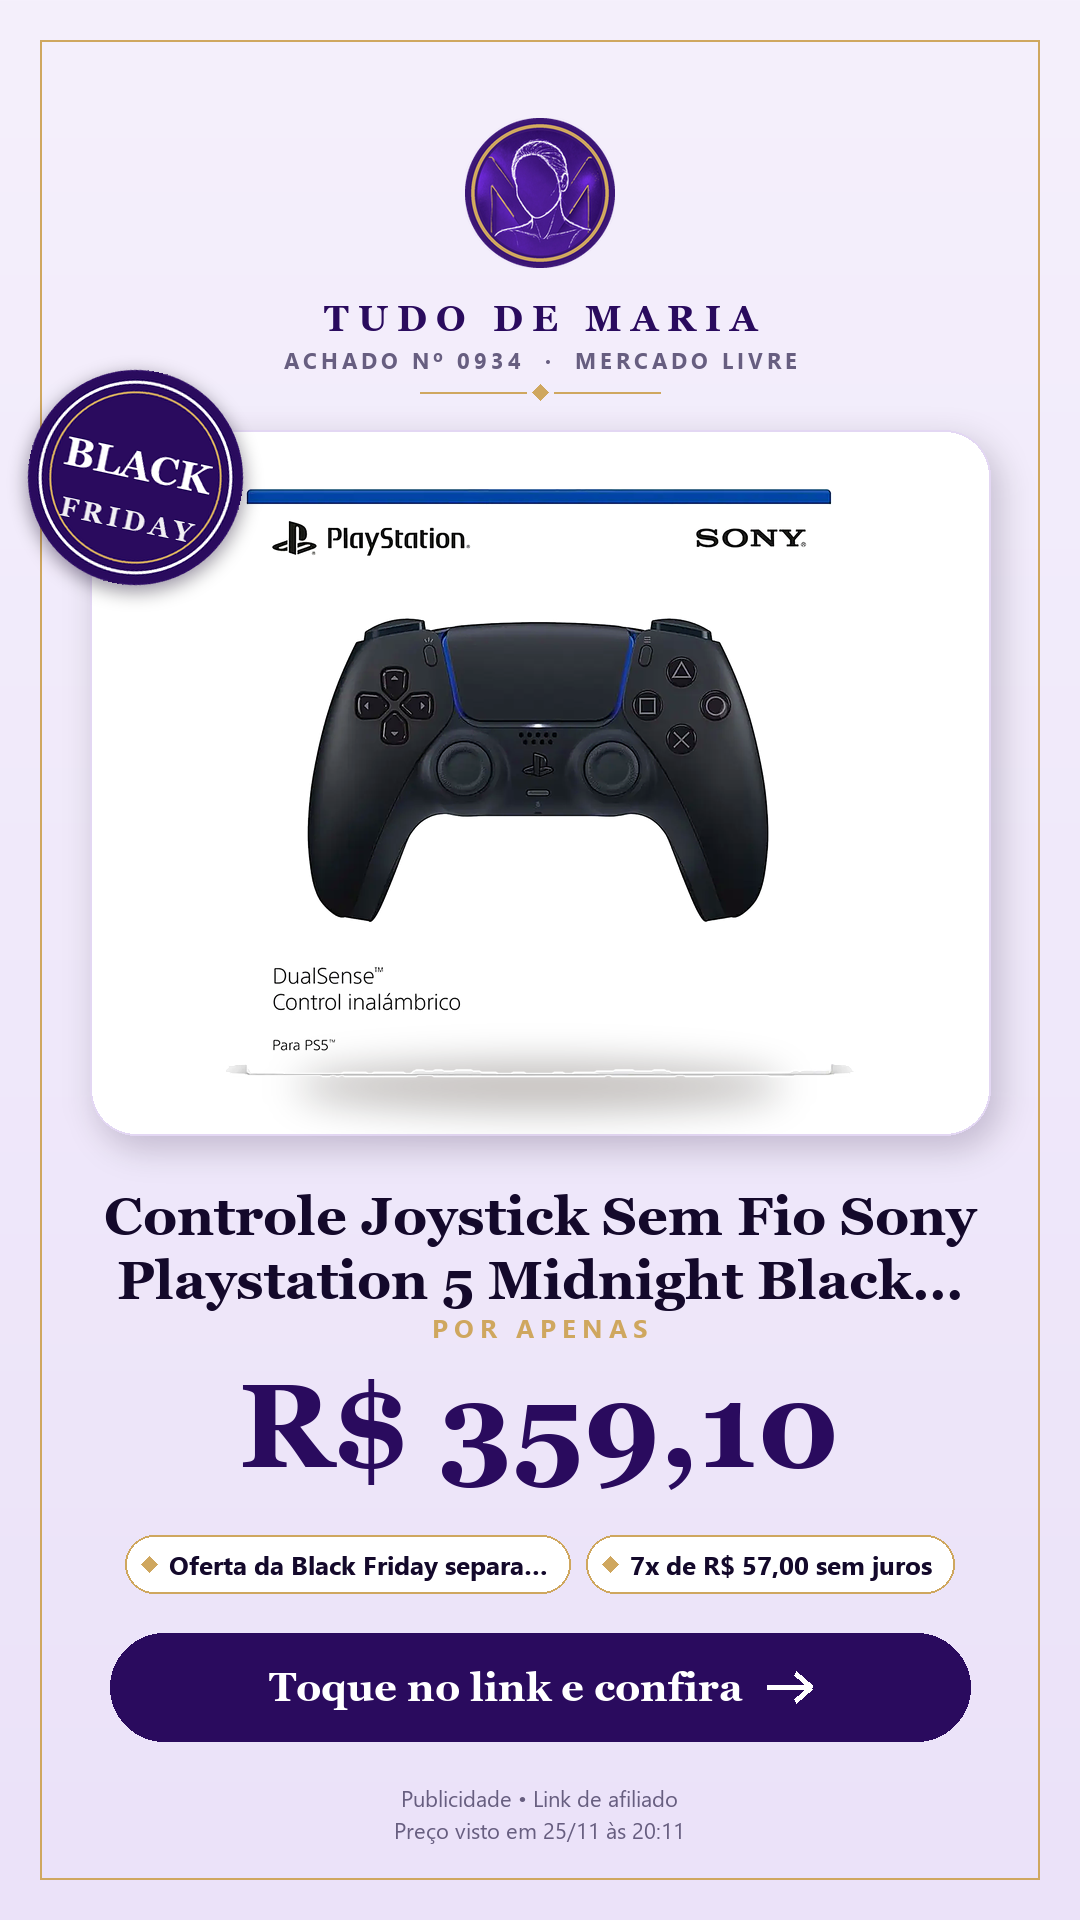 TUDO DE MARIA
ACHADO Nº 0934 · MERCADO LIVRE
BLACK
FRIDAY
PlayStation®
SONY®
DualSense™
Control inalámbrico
Para PS5™
Controle Joystick Sem Fio Sony
Playstation 5 Midnight Black...
POR APENAS
R$ 359,10
Oferta da Black Friday separa...
7x de R$ 57,00 sem juros
Toque no link e confira →
Publicidade • Link de afiliado
Preço visto em 25/11 às 20:11